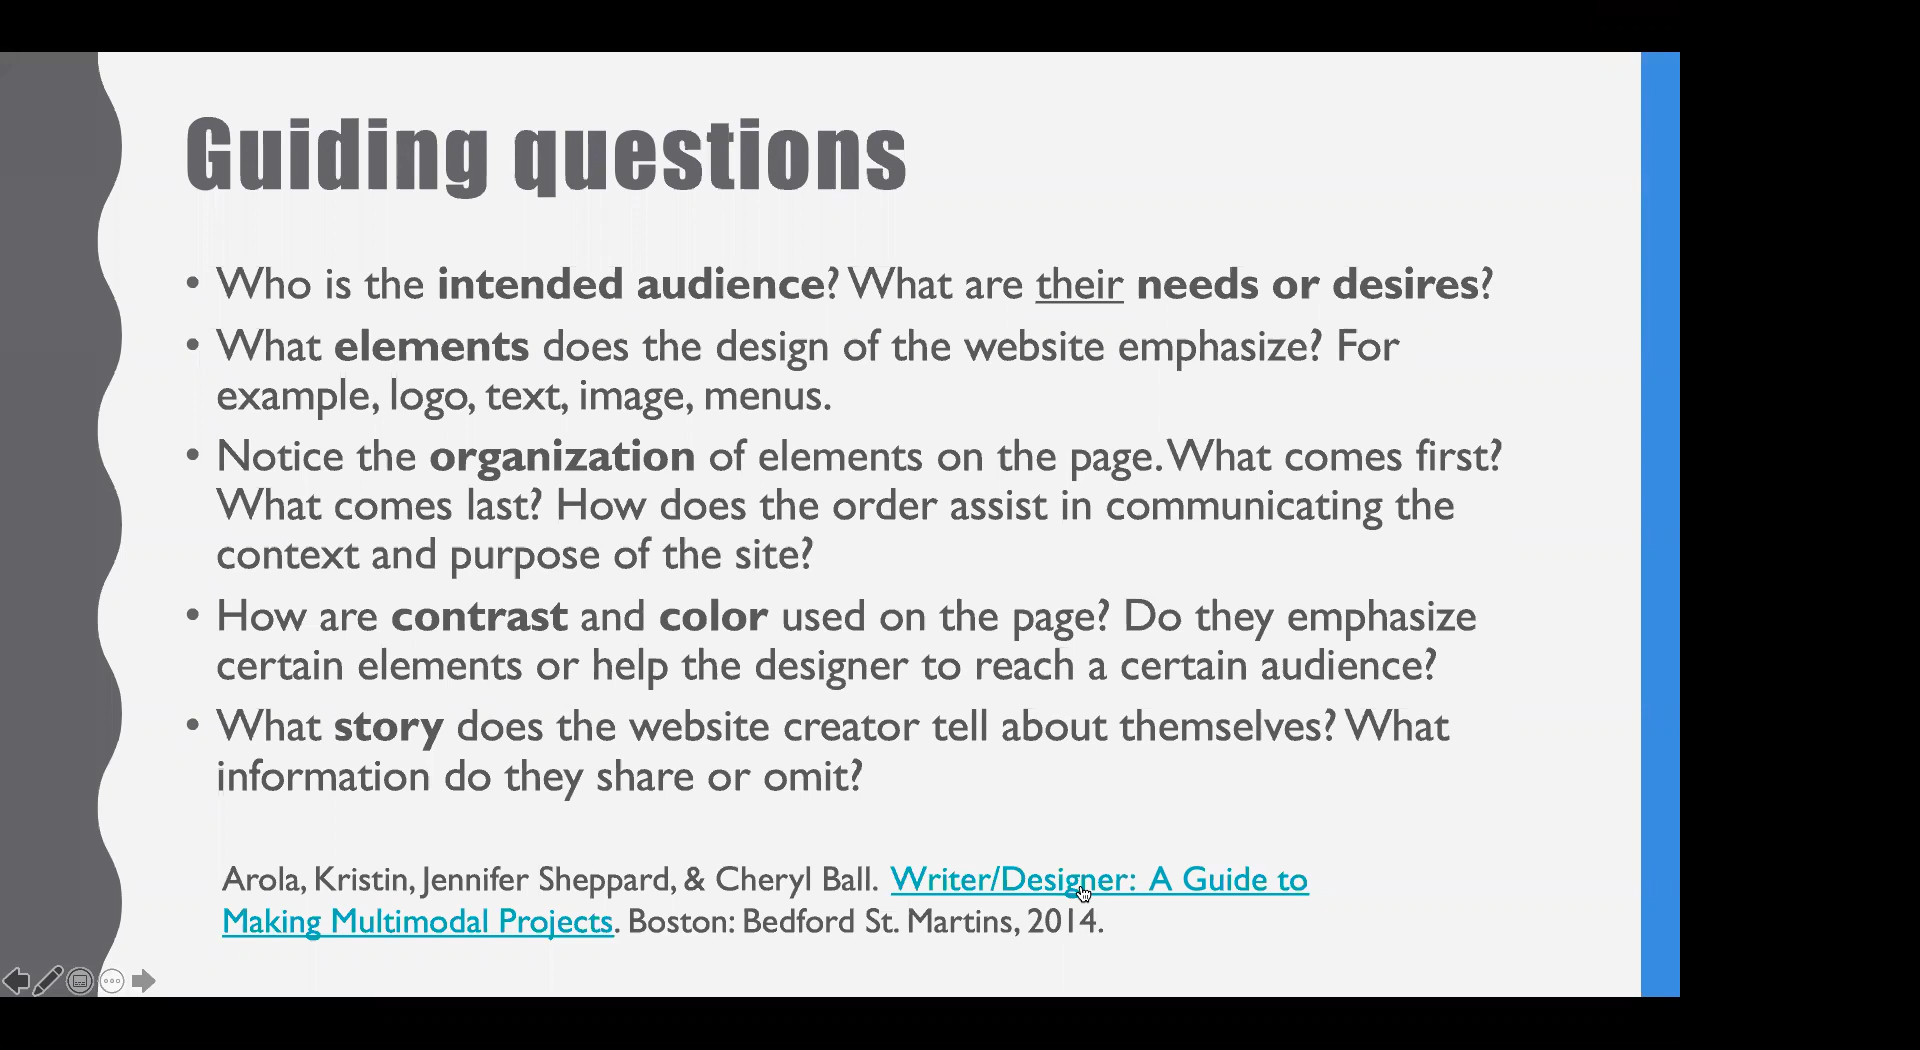 Guiding questions
• Who is the intended audience? What are their needs or desires?
• What elements does the design of the website emphasize? For
example, logo, text, image, menus.
• Notice the organization of elements on the page. What comes first?
What comes last? How does the order assist in communicating the
context and purpose of the site?
• How are contrast and color used on the page? Do they emphasize
certain elements or help the designer to reach a certain audience?
• What story does the website creator tell about themselves? What
information do they share or omit?
Arola, Kristin, Jennifer Sheppard, & Cheryl Ball. Writer/Designer: A Guide to
Making Multimodal Projects. Boston: Bedford St. Martins, 2014.